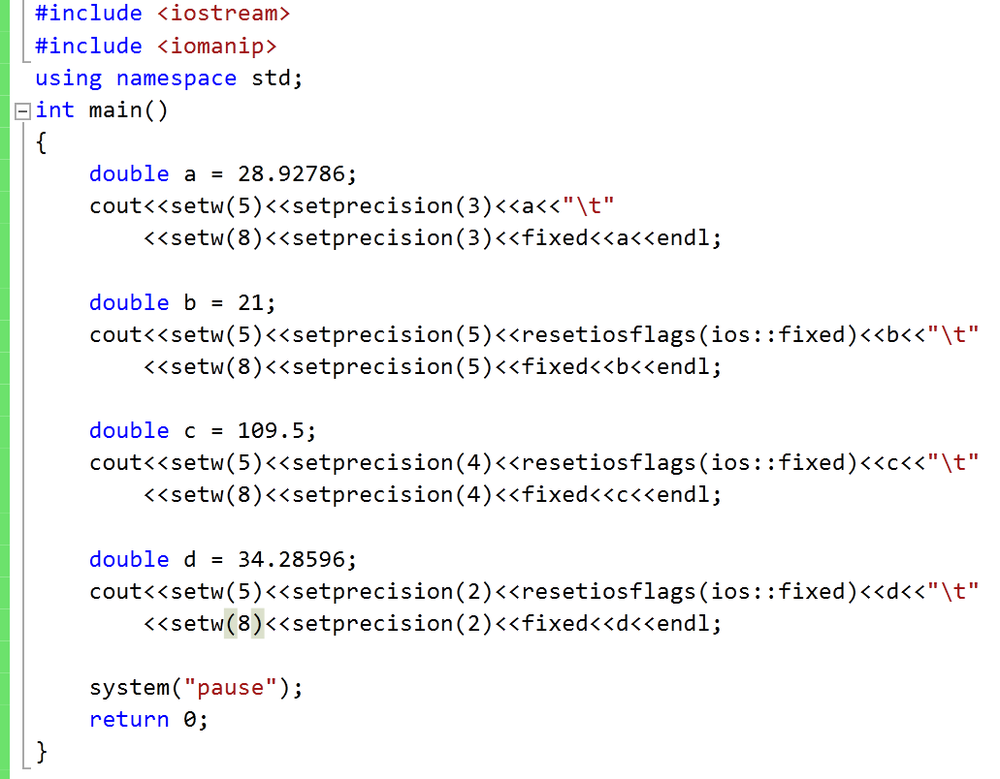 #include <iostream>
#include <iomanip>
using namespace std;
int main()
{
    double a = 28.92786;
    cout<<setw(5)<<setprecision(3)<<a<<"\t"
        <<setw(8)<<setprecision(3)<<fixed<<a<<endl;

    double b = 21;
    cout<<setw(5)<<setprecision(5)<<resetiosflags(ios::fixed)<<b<<"\t"
        <<setw(8)<<setprecision(5)<<fixed<<b<<endl;

    double c = 109.5;
    cout<<setw(5)<<setprecision(4)<<resetiosflags(ios::fixed)<<c<<"\t"
        <<setw(8)<<setprecision(4)<<fixed<<c<<endl;

    double d = 34.28596;
    cout<<setw(5)<<setprecision(2)<<resetiosflags(ios::fixed)<<d<<"\t"
        <<setw(8)<<setprecision(2)<<fixed<<d<<endl;

    system("pause");
    return 0;
}